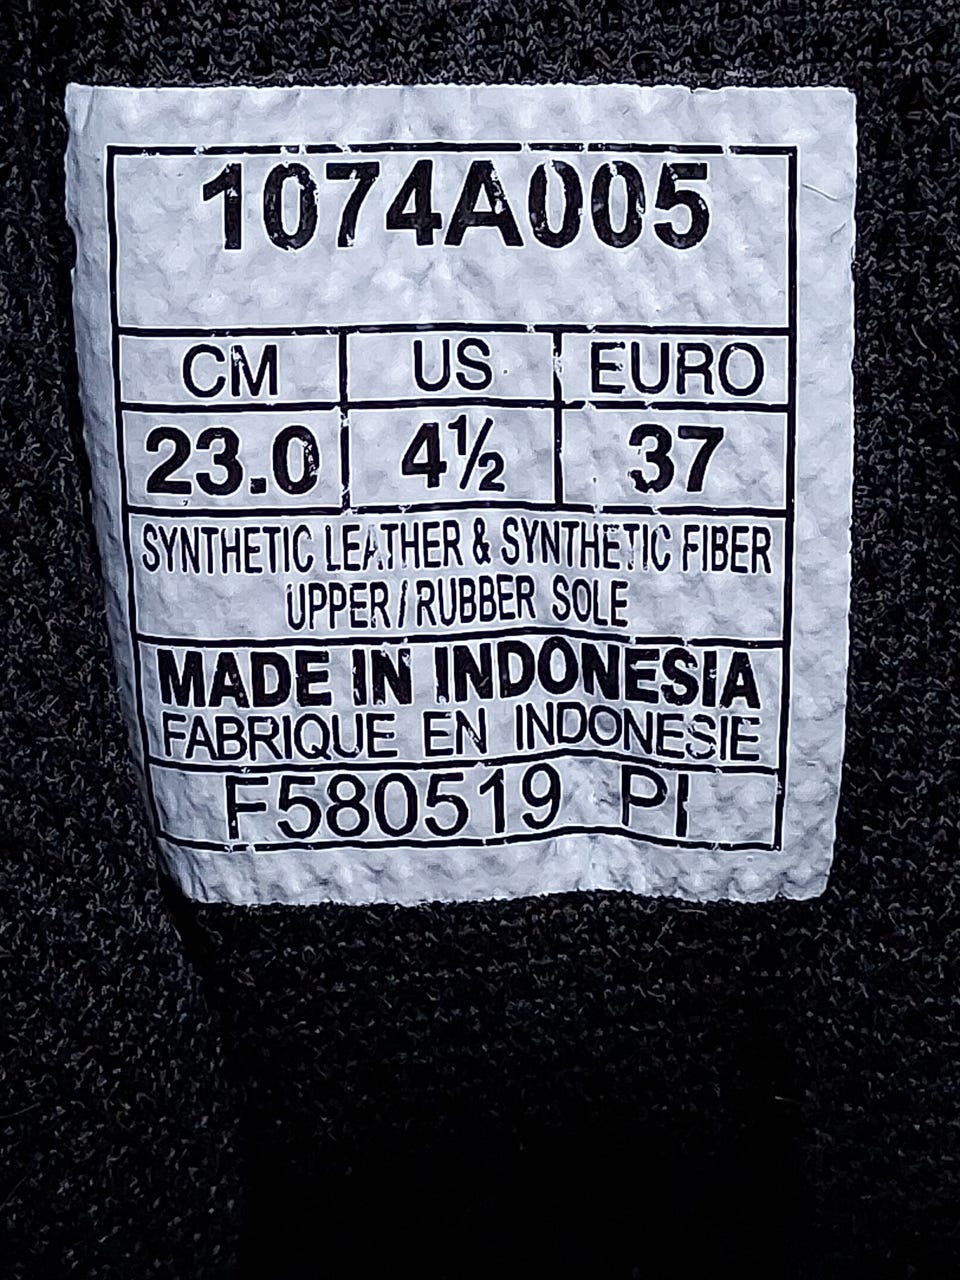 1074A005
CM US EURO
23.0 4½ 37
SYNTHETIC LEATHER & SYNTHETIC FIBER
UPPER / RUBBER SOLE
MADE IN INDONESIA
FABRIQUE EN INDONESIE
F580519 PI